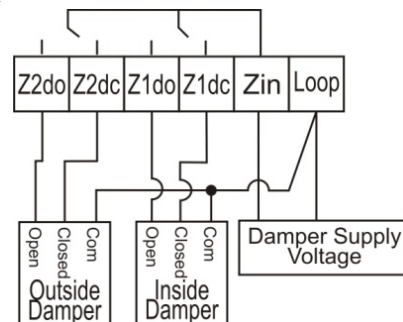 Z2do Z2dc Z1do Z1dc Zin Loop
Open Closed Com Open Closed Com
Damper Supply
Voltage
Outside
Damper
Inside
Damper